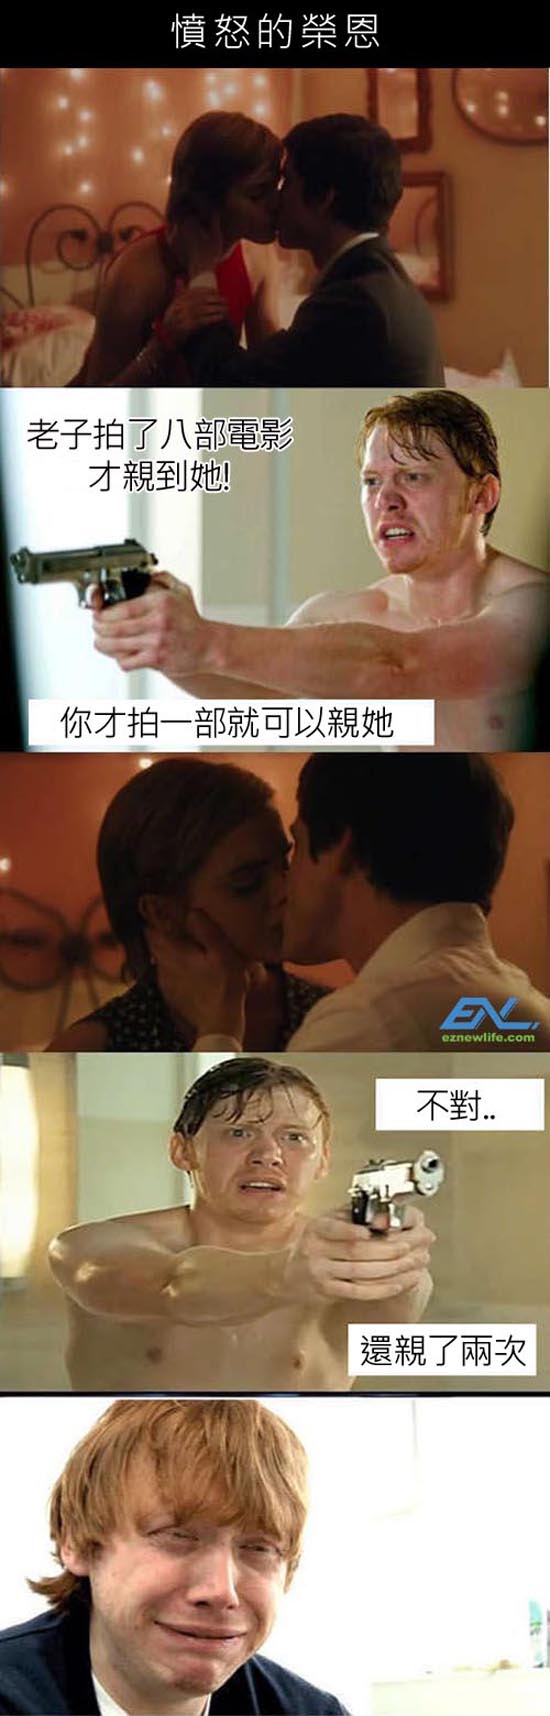 憤怒的榮恩
老子拍了八部電影
才親到她!
你才拍一部就可以親她
ENL
eznewlife.com
不對..
還親了兩次